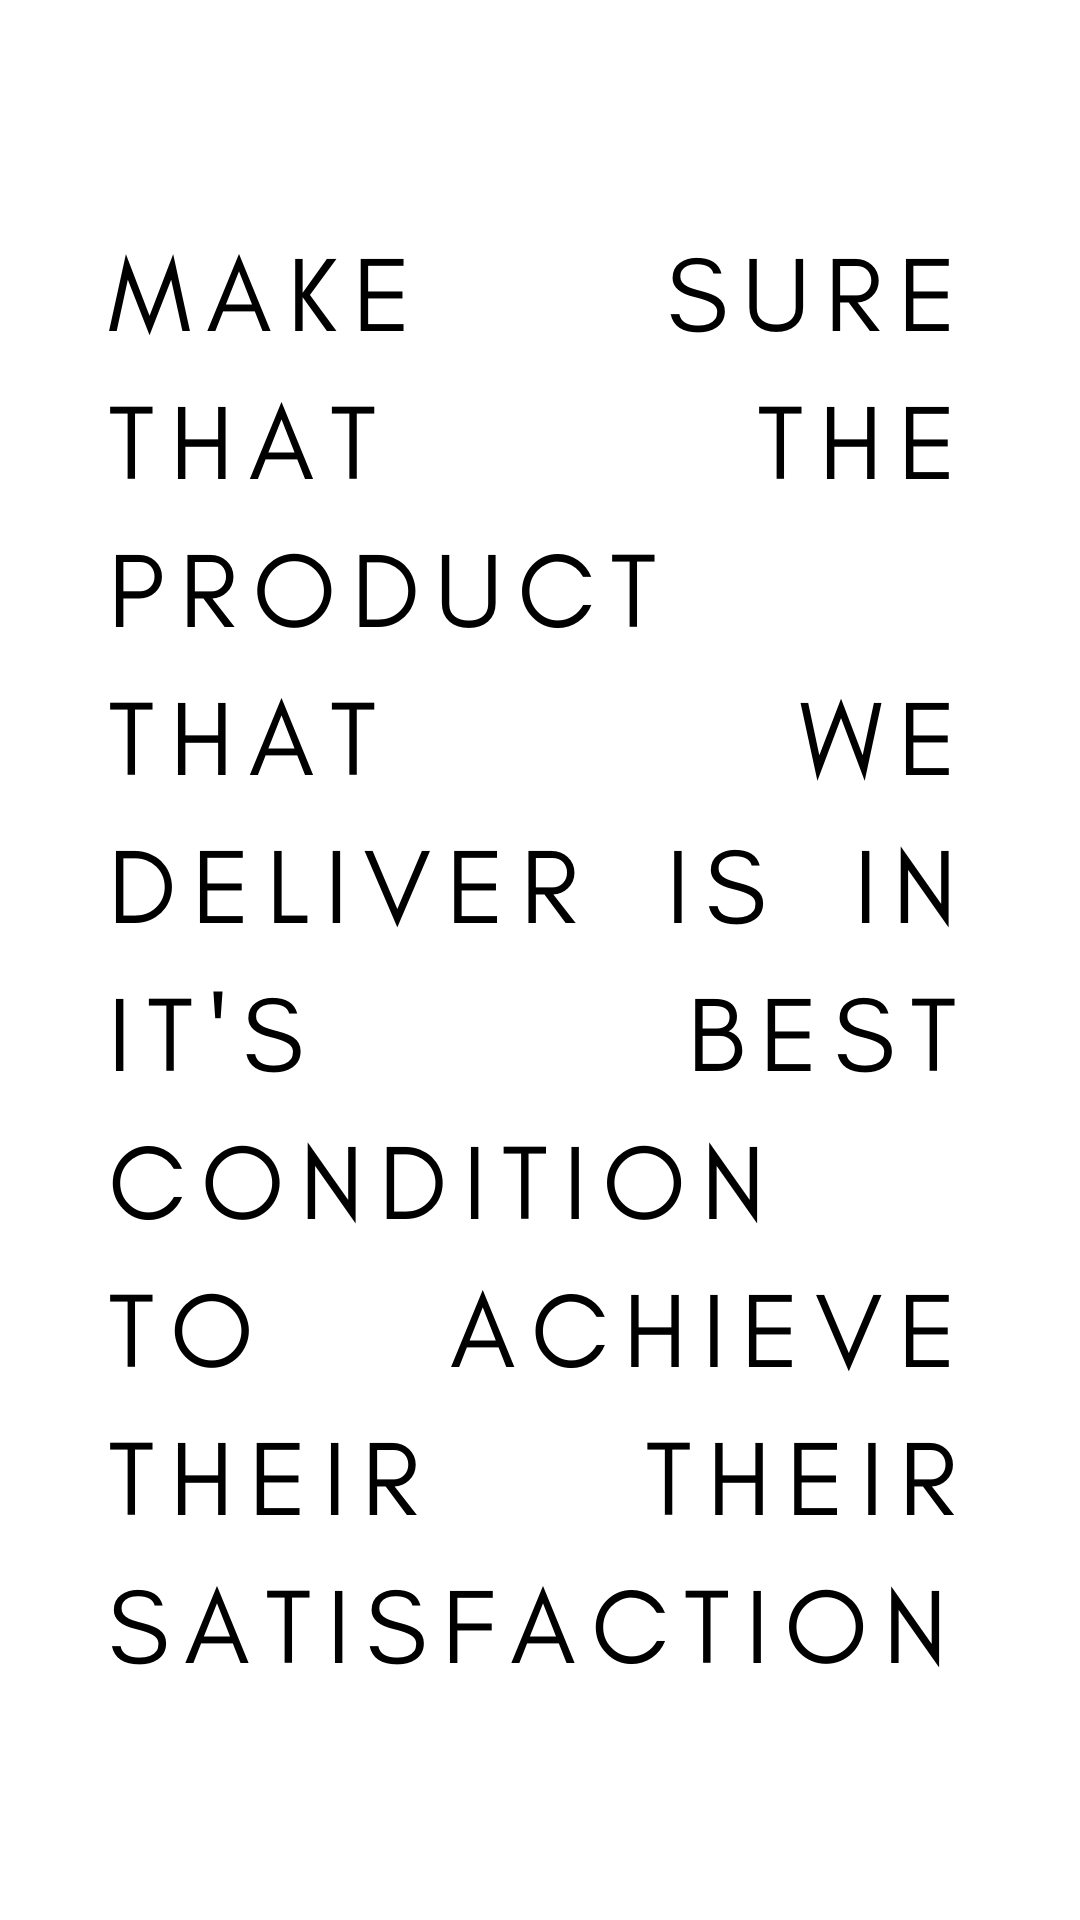 MAKE SURE
THAT THE
PRODUCT
THAT WE
DELIVER IS IN
IT'S BEST
CONDITION
TO ACHIEVE
THEIR THEIR
SATISFACTION